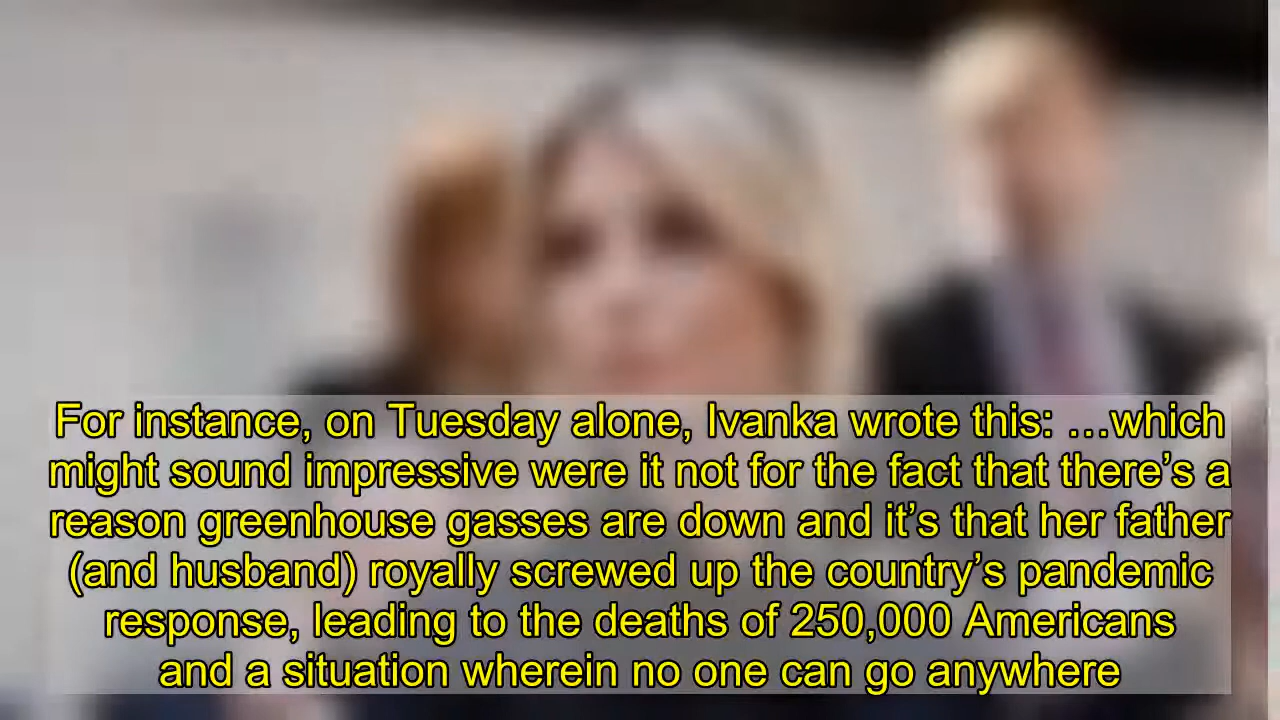 For instance, on Tuesday alone, Ivanka wrote this: …which
might sound impressive were it not for the fact that there’s a
reason greenhouse gasses are down and it’s that her father
(and husband) royally screwed up the country’s pandemic
response, leading to the deaths of 250,000 Americans
and a situation wherein no one can go anywhere